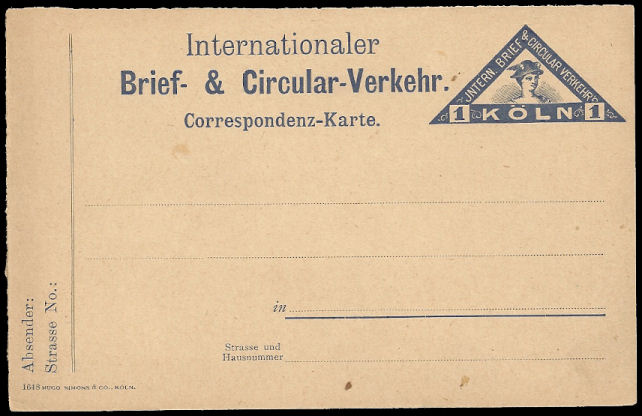 Internationaler
Brief- & Circular-Verkehr.
Correspondenz-Karte.
INTERN. BRIEF & CIRCULAR VERKEHR
1 KÖLN 1
in
Strasse und
Hausnummer
Absender:
Strasse No.:
1648 HUGO SIMONS & CO., KÖLN.